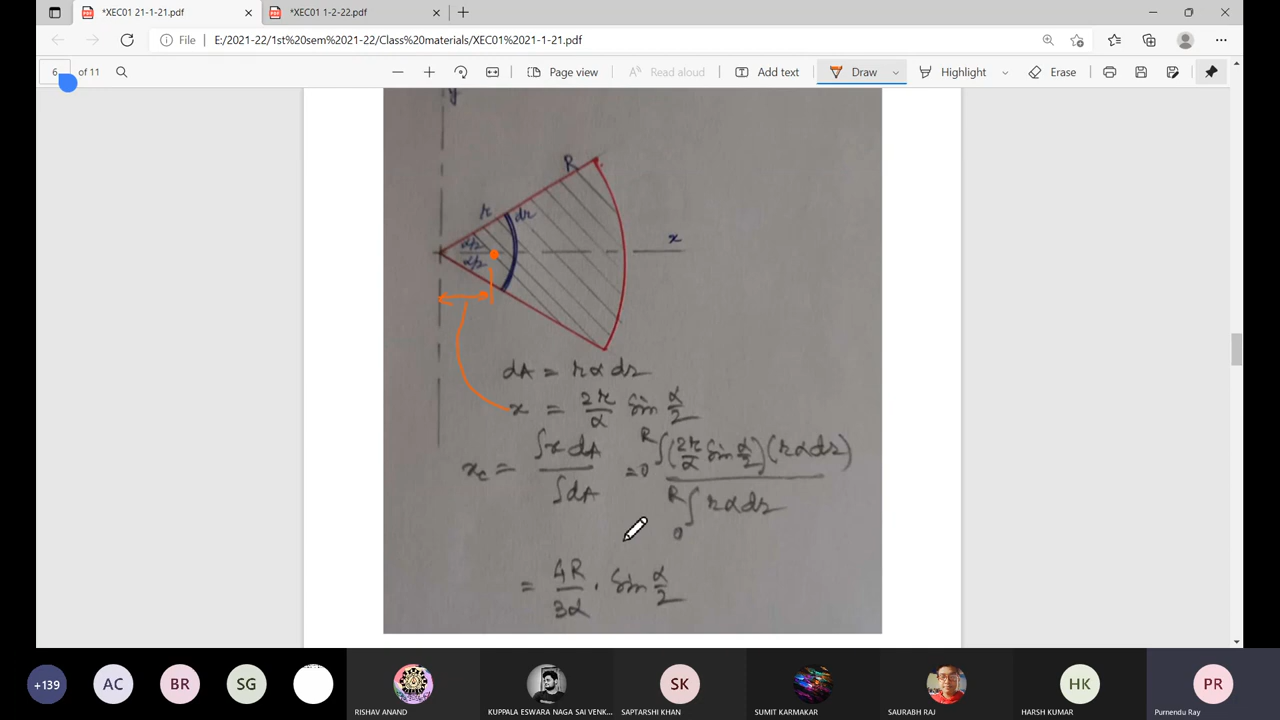 *XEC01 21-1-21.pdf
*XEC01 1-2-22.pdf
File E:/2021-22/1st%20sem%2021-22/Class%20materials/XEC01%2021-1-21.pdf
6 of 11 Page view Read aloud Add text Draw Highlight Erase
y
R
r dr
α/2
α/2
x
dA = rα dr
x = 2r/α Sin α/2
x_c = ∫x dA / ∫dA = ₀∫ᴿ (2r/α Sin α/2) (rα dr) / ₀∫ᴿ rα dr
= 4R/3α · Sin α/2
+139 AC BR SG SK HK PR
RISHAV ANAND KUPPALA ESWARA NAGA SAI VENK... SAPTARSHI KHAN SUMIT KARMAKAR SAURABH RAJ HARSH KUMAR Purnendu Ray